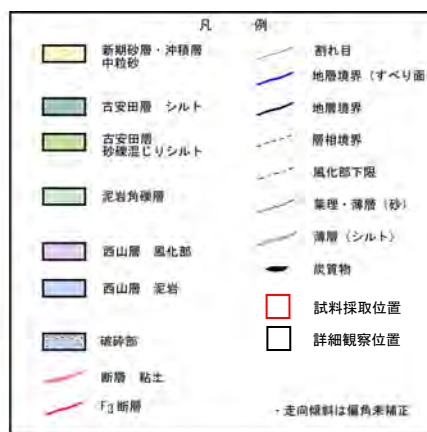 凡　例
新期砂層・沖積層
中粒砂
古安田層　シルト
古安田層
砂礫混じりシルト
泥岩角礫層
西山層　風化部
西山層　泥岩
破砕部
断層　粘土
F3断層
割れ目
地層境界（すべり面
地層境界
層相境界
風化部下限
葉理・薄層（砂）
薄層（シルト）
炭質物
試料採取位置
詳細観察位置
・走向傾斜は偏角未補正